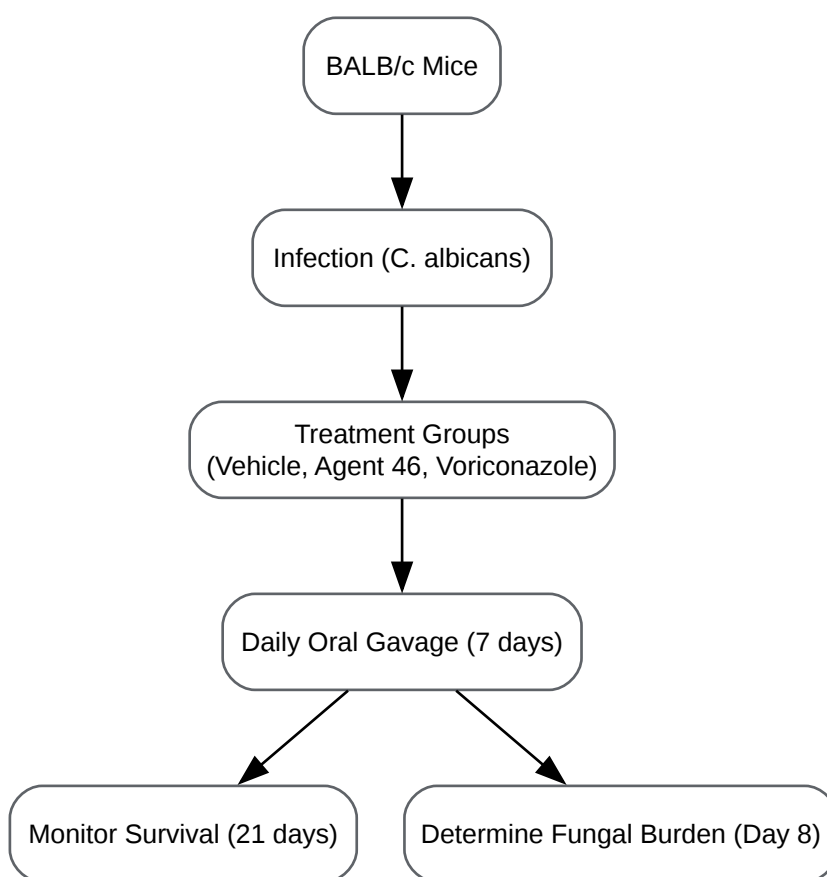 BALB/c Mice
Infection (C. albicans)
Treatment Groups
(Vehicle, Agent 46, Voriconazole)
Daily Oral Gavage (7 days)
Monitor Survival (21 days)
Determine Fungal Burden (Day 8)